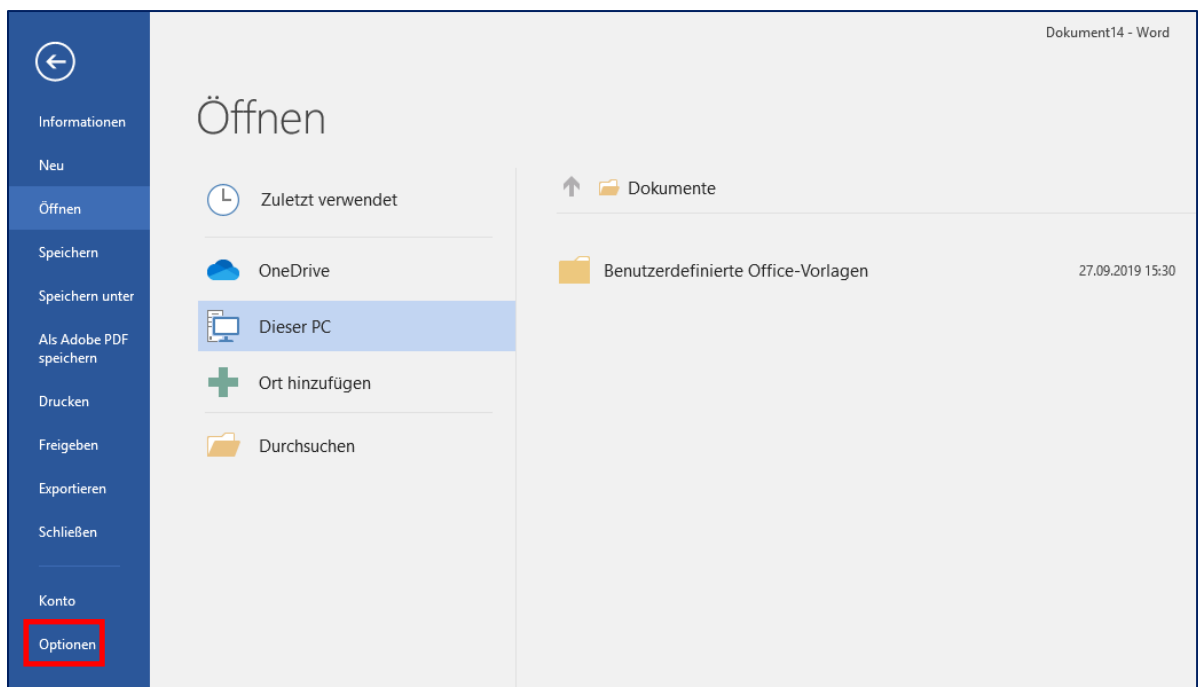 Dokument14 - Word
Informationen
Neu
Öffnen
Speichern
Speichern unter
Als Adobe PDF
speichern
Drucken
Freigeben
Exportieren
Schließen
Konto
Optionen
Öffnen
Zuletzt verwendet
OneDrive
Dieser PC
Ort hinzufügen
Durchsuchen
Dokumente
Benutzerdefinierte Office-Vorlagen 27.09.2019 15:30